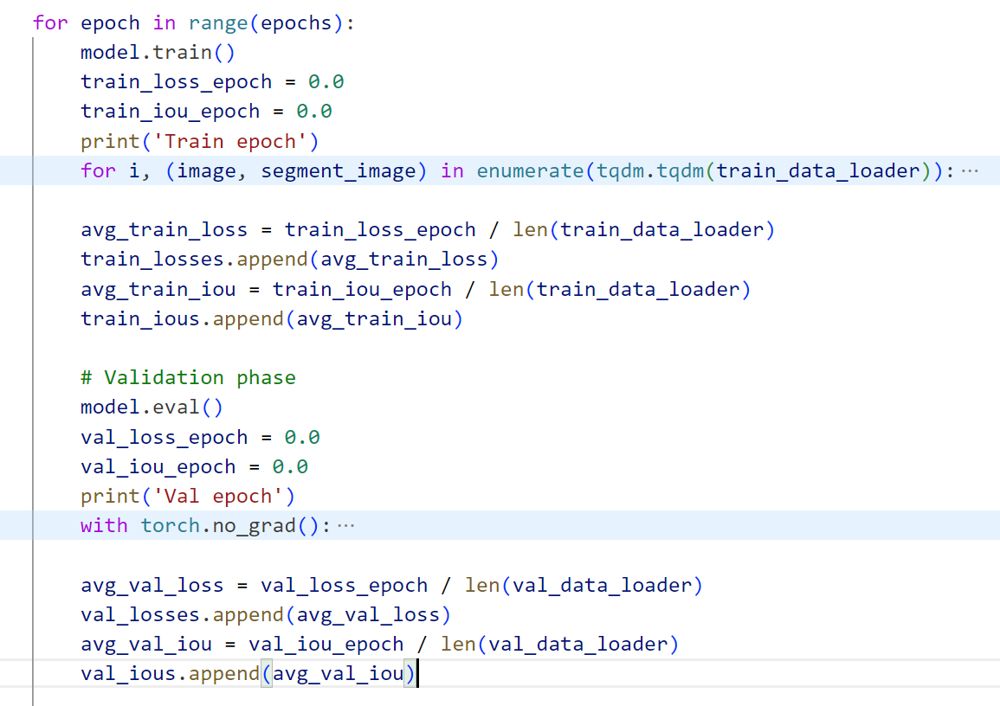 for epoch in range(epochs):
    model.train()
    train_loss_epoch = 0.0
    train_iou_epoch = 0.0
    print('Train epoch')
    for i, (image, segment_image) in enumerate(tqdm.tqdm(train_data_loader)):···
    avg_train_loss = train_loss_epoch / len(train_data_loader)
    train_losses.append(avg_train_loss)
    avg_train_iou = train_iou_epoch / len(train_data_loader)
    train_ious.append(avg_train_iou)
    # Validation phase
    model.eval()
    val_loss_epoch = 0.0
    val_iou_epoch = 0.0
    print('Val epoch')
    with torch.no_grad():···
    avg_val_loss = val_loss_epoch / len(val_data_loader)
    val_losses.append(avg_val_loss)
    avg_val_iou = val_iou_epoch / len(val_data_loader)
    val_ious.append(avg_val_iou)